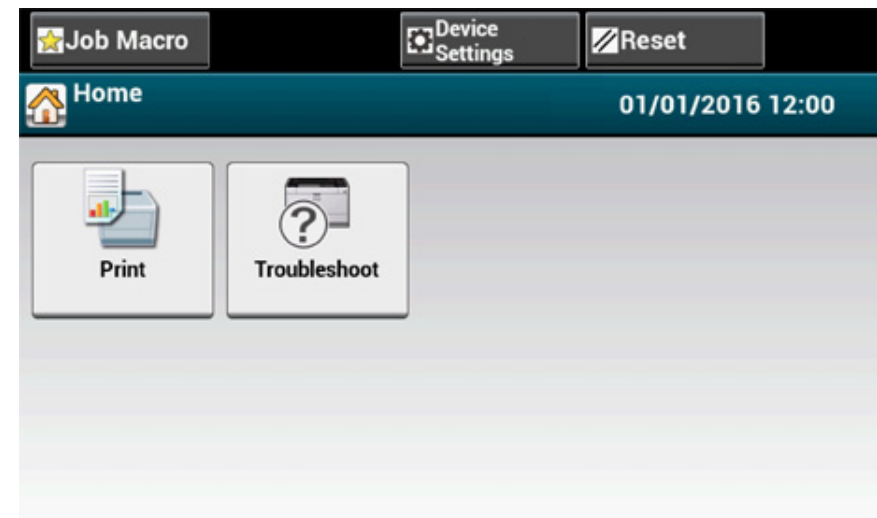 Job Macro
Device
Settings
Reset
Home
01/01/2016 12:00
?
Print
Troubleshoot